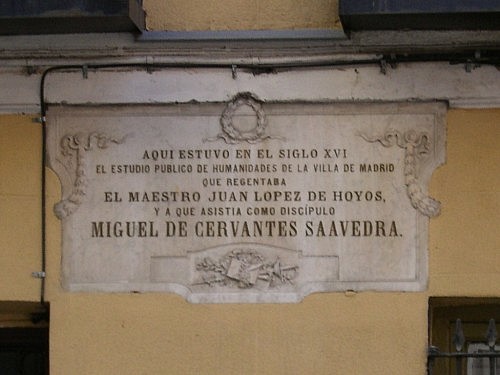 AQUI ESTUVO EN EL SIGLO XVI
EL ESTUDIO PUBLICO DE HUMANIDADES DE LA VILLA DE MADRID
QUE REGENTABA
EL MAESTRO JUAN LOPEZ DE HOYOS,
Y A QUE ASISTIA COMO DISCÍPULO
MIGUEL DE CERVANTES SAAVEDRA.